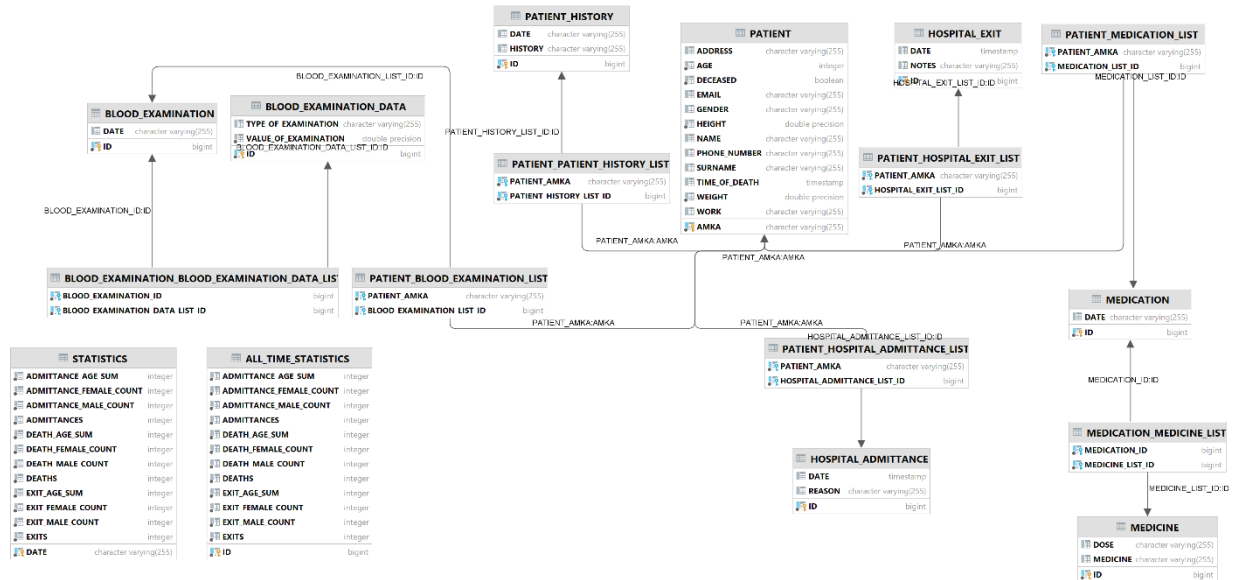 PATIENT_HISTORY
DATE character varying(255)
HISTORY character varying(255)
ID bigint
PATIENT
ADDRESS character varying(255)
AGE integer
DECEASED boolean
EMAIL character varying(255)
GENDER character varying(255)
HEIGHT double precision
NAME character varying(255)
PHONE_NUMBER character varying(255)
SURNAME character varying(255)
TIME_OF_DEATH timestamp
WEIGHT double precision
WORK character varying(255)
AMKA character varying(255)
HOSPITAL_EXIT
DATE timestamp
NOTES character varying(255)
ID bigint
HOSPITAL_EXIT_LIST_ID:ID
PATIENT_MEDICATION_LIST
PATIENT_AMKA character varying(255)
MEDICATION_LIST_ID bigint
MEDICATION_LIST_ID:ID
BLOOD_EXAMINATION_LIST_ID:ID
BLOOD_EXAMINATION
DATE character varying(255)
ID bigint
BLOOD_EXAMINATION_DATA
TYPE OF EXAMINATION character varying(255)
VALUE_OF_EXAMINATION double precision
BLOOD_EXAMINATION_DATA_LIST_ID:ID
ID bigint
PATIENT_HISTORY_LIST_ID:ID
PATIENT_PATIENT_HISTORY_LIST
PATIENT_AMKA character varying(255)
PATIENT HISTORY LIST ID bigint
PATIENT_HOSPITAL_EXIT_LIST
PATIENT_AMKA character varying(255)
HOSPITAL_EXIT_LIST_ID bigint
BLOOD_EXAMINATION_ID:ID
PATIENT_AMKA:AMKA
PATIENT_AMKA:AMKA
PATIENT_AMKA:AMKA
BLOOD_EXAMINATION_BLOOD_EXAMINATION_DATA_LIST
BLOOD_EXAMINATION_ID bigint
BLOOD EXAMINATION DATA LIST ID bigint
PATIENT_BLOOD_EXAMINATION_LIST
PATIENT_AMKA character varying(255)
BLOOD EXAMINATION LIST ID bigint
MEDICATION
DATE character varying(255)
ID bigint
PATIENT_AMKA:AMKA
PATIENT_AMKA:AMKA
HOSPITAL_ADMITTANCE_LIST_ID:ID
PATIENT_HOSPITAL_ADMITTANCE_LIST
PATIENT_AMKA character varying(255)
HOSPITAL_ADMITTANCE_LIST_ID bigint
MEDICATION_ID:ID
STATISTICS
ADMITTANCE AGE SUM integer
ADMITTANCE_FEMALE_COUNT integer
ADMITTANCE_MALE_COUNT integer
ADMITTANCES integer
DEATH_AGE_SUM integer
DEATH_FEMALE_COUNT integer
DEATH MALE COUNT integer
DEATHS integer
EXIT_AGE_SUM integer
EXIT FEMALE COUNT integer
EXIT MALE_COUNT integer
EXITS integer
DATE character varying(255)
ALL_TIME_STATISTICS
ADMITTANCE AGE SUM integer
ADMITTANCE_FEMALE_COUNT integer
ADMITTANCE_MALE_COUNT integer
ADMITTANCES integer
DEATH_AGE_SUM integer
DEATH_FEMALE_COUNT integer
DEATH MALE COUNT integer
DEATHS integer
EXIT_AGE_SUM integer
EXIT FEMALE COUNT integer
EXIT_MALE_COUNT integer
EXITS integer
ID bigint
MEDICATION_MEDICINE_LIST
MEDICATION_ID bigint
MEDICINE_LIST_ID bigint
MEDICINE_LIST_ID:ID
HOSPITAL_ADMITTANCE
DATE timestamp
REASON character varying(255)
ID bigint
MEDICINE
DOSE character varying(255)
MEDICINE character varying(255)
ID bigint